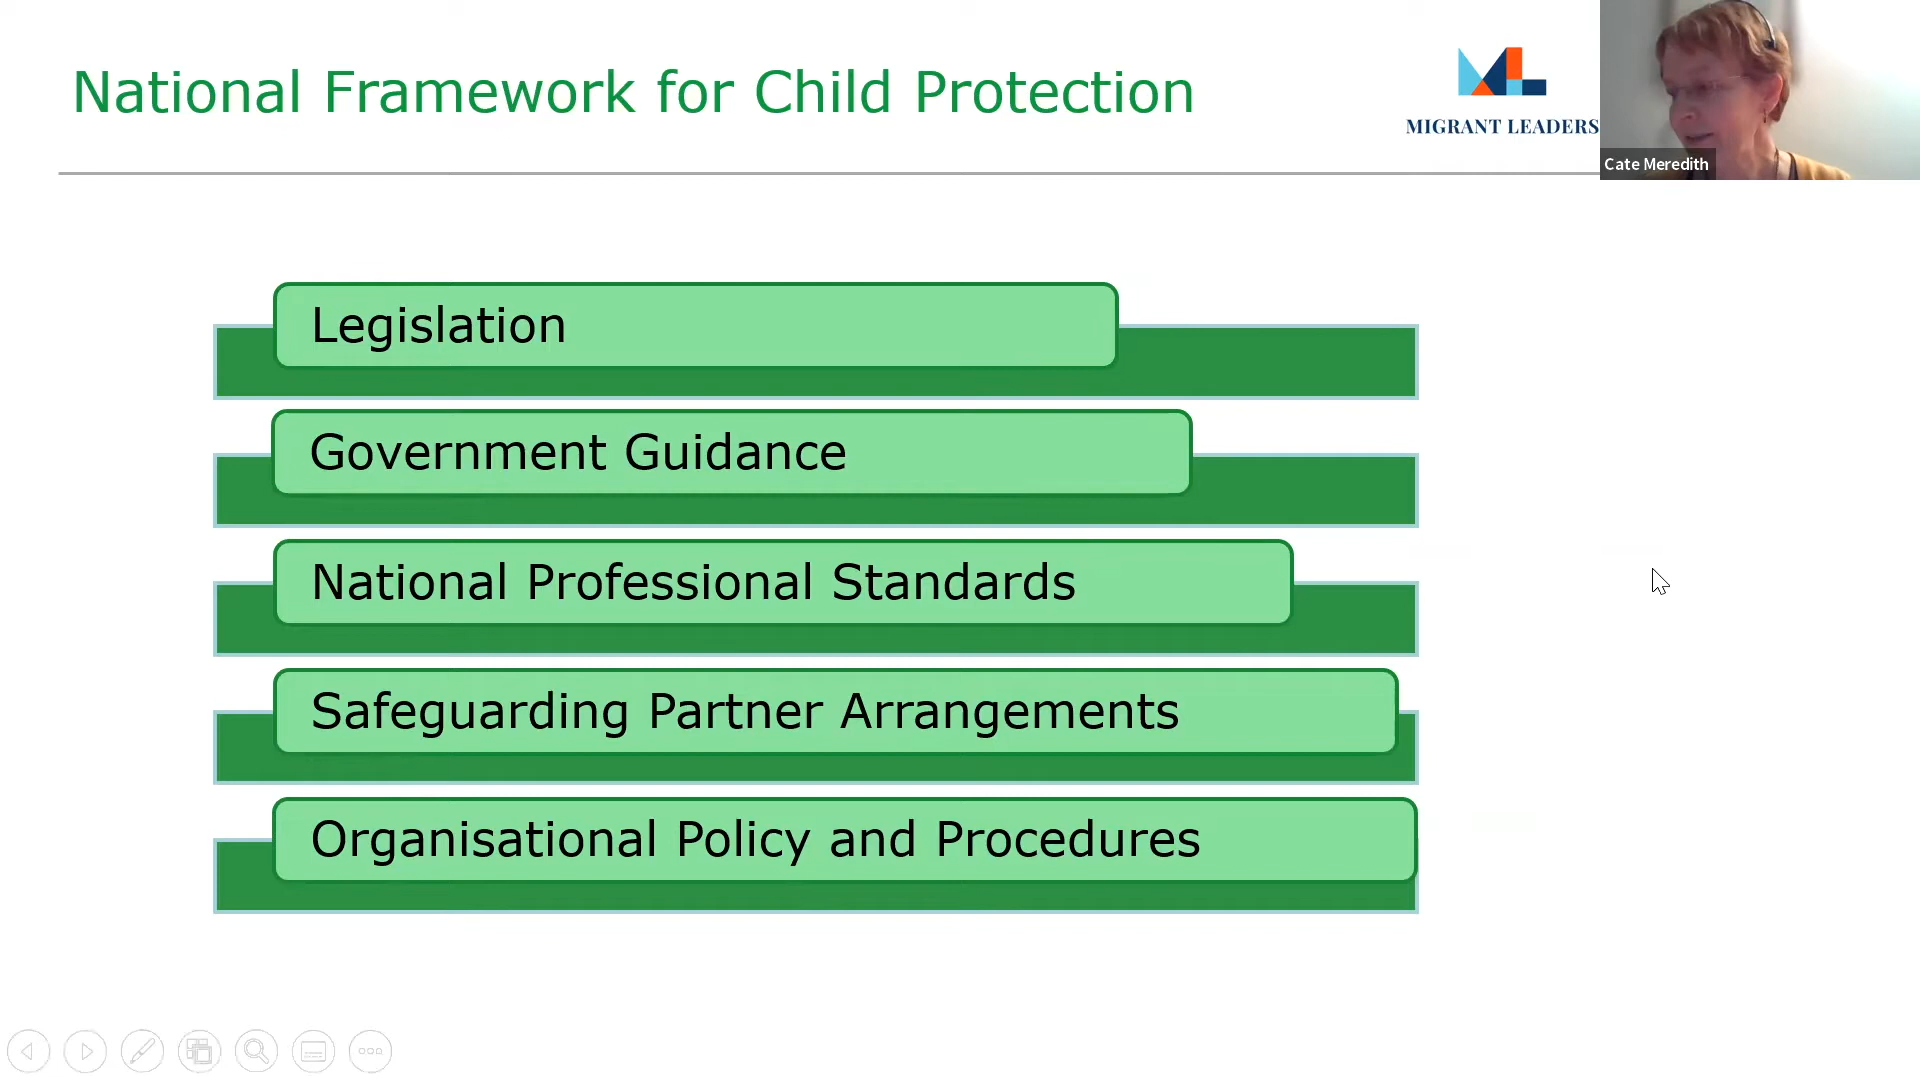 National Framework for Child Protection
MIGRANT LEADERS
Cate Meredith
Legislation
Government Guidance
National Professional Standards
Safeguarding Partner Arrangements
Organisational Policy and Procedures